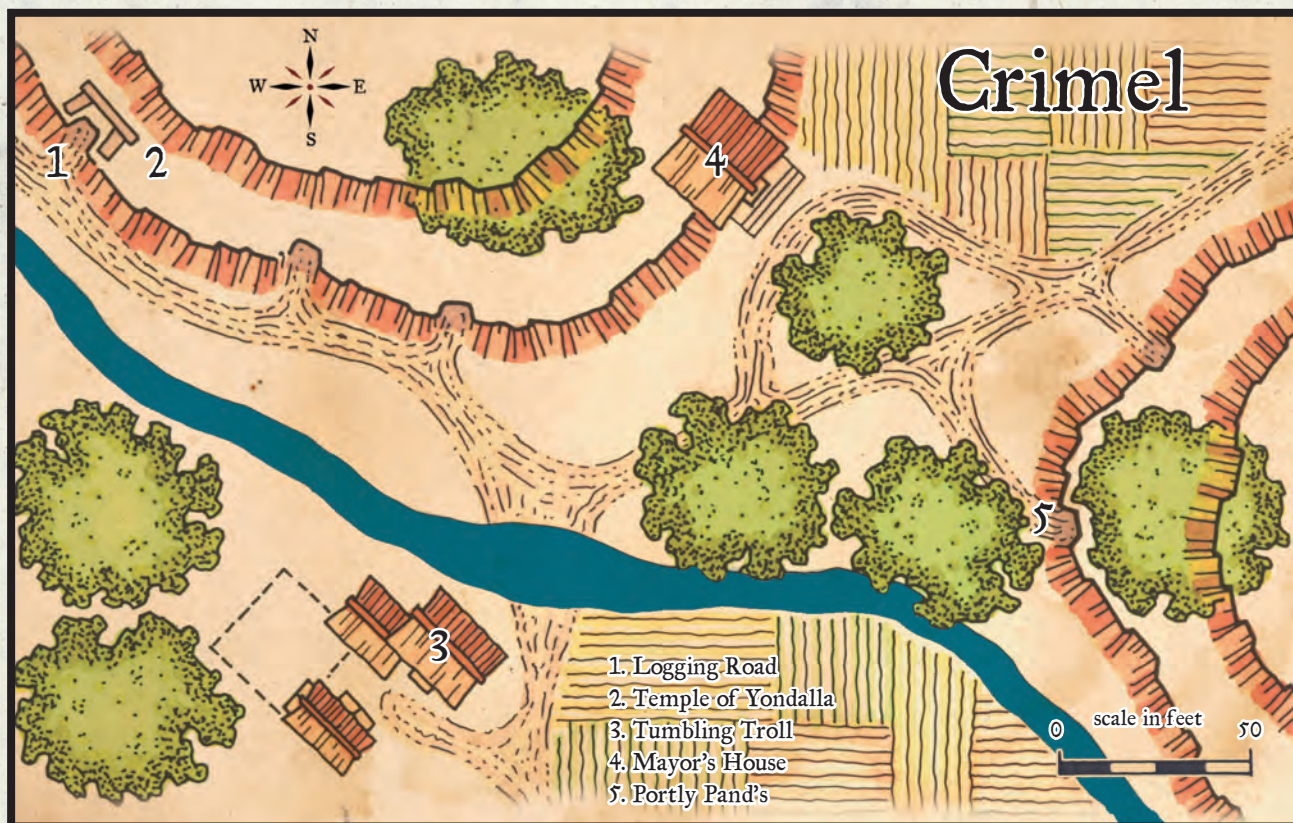 Crimel
N
W E
S
1
2
4
5
3
1. Logging Road
2. Temple of Yondalla
3. Tumbling Troll
4. Mayor's House
5. Portly Pand's
scale in feet
0 50